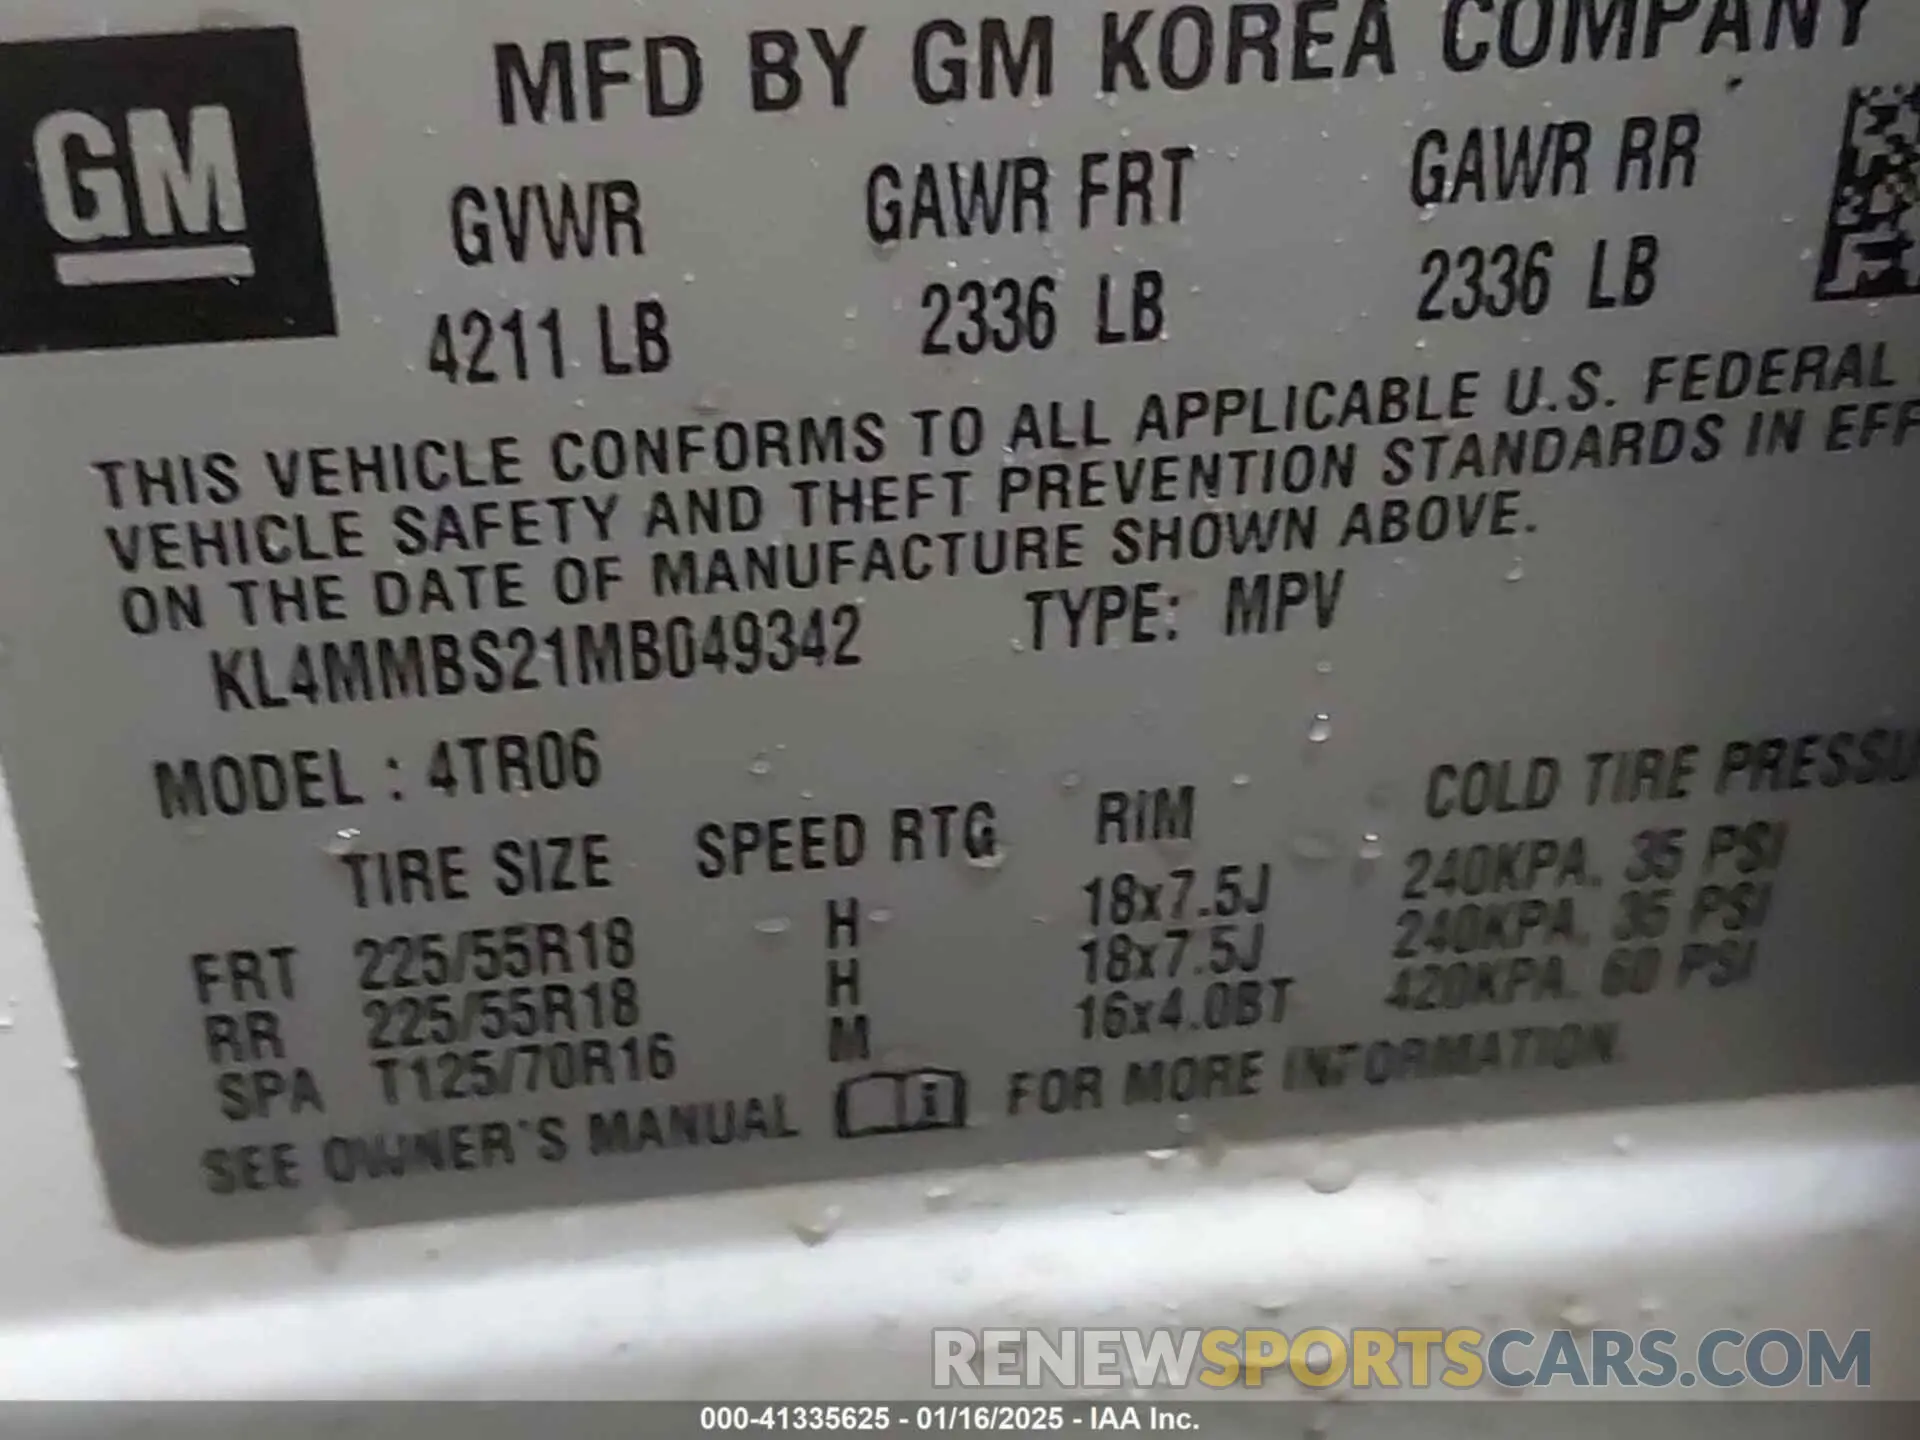 GM
MFD BY GM KOREA COMPANY
GVWR GAWR FRT GAWR RR
4211 LB 2336 LB 2336 LB
THIS VEHICLE CONFORMS TO ALL APPLICABLE U.S. FEDERAL
VEHICLE SAFETY AND THEFT PREVENTION STANDARDS IN EFF
ON THE DATE OF MANUFACTURE SHOWN ABOVE.
KL4MMBS21MB049342 TYPE: MPV
MODEL : 4TR06
TIRE SIZE SPEED RTG RIM COLD TIRE PRESSU
FRT 225/55R18 H 18x7.5J 240KPA, 35 PSI
RR 225/55R18 H 18x7.5J 240KPA, 35 PSI
SPA T125/70R16 M 16x4.0BT 420KPA, 60 PSI
SEE OWNER'S MANUAL i FOR MORE INFORMATION.
RENEWSPORTSCARS.COM
000-41335625 - 01/16/2025 - IAA Inc.